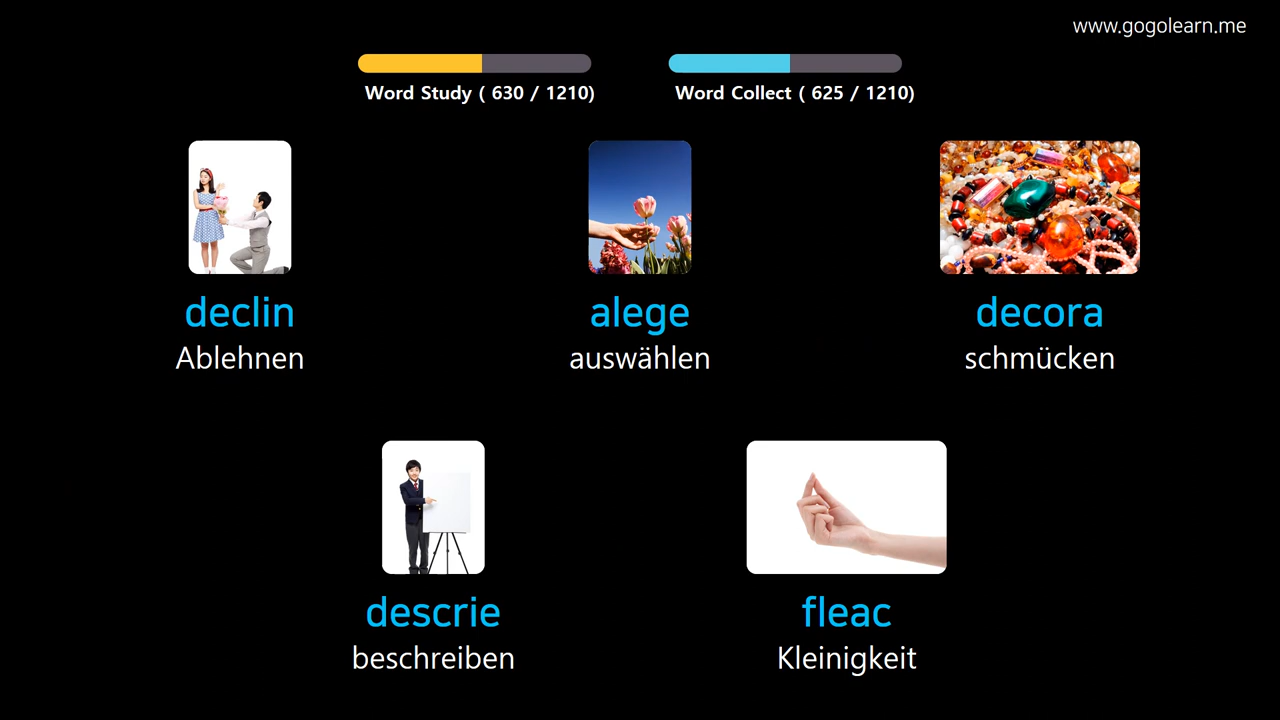 www.gogolearn.me
Word Study ( 630 / 1210)
Word Collect ( 625 / 1210)
declin
Ablehnen
alege
auswählen
decora
schmücken
descrie
beschreiben
fleac
Kleinigkeit